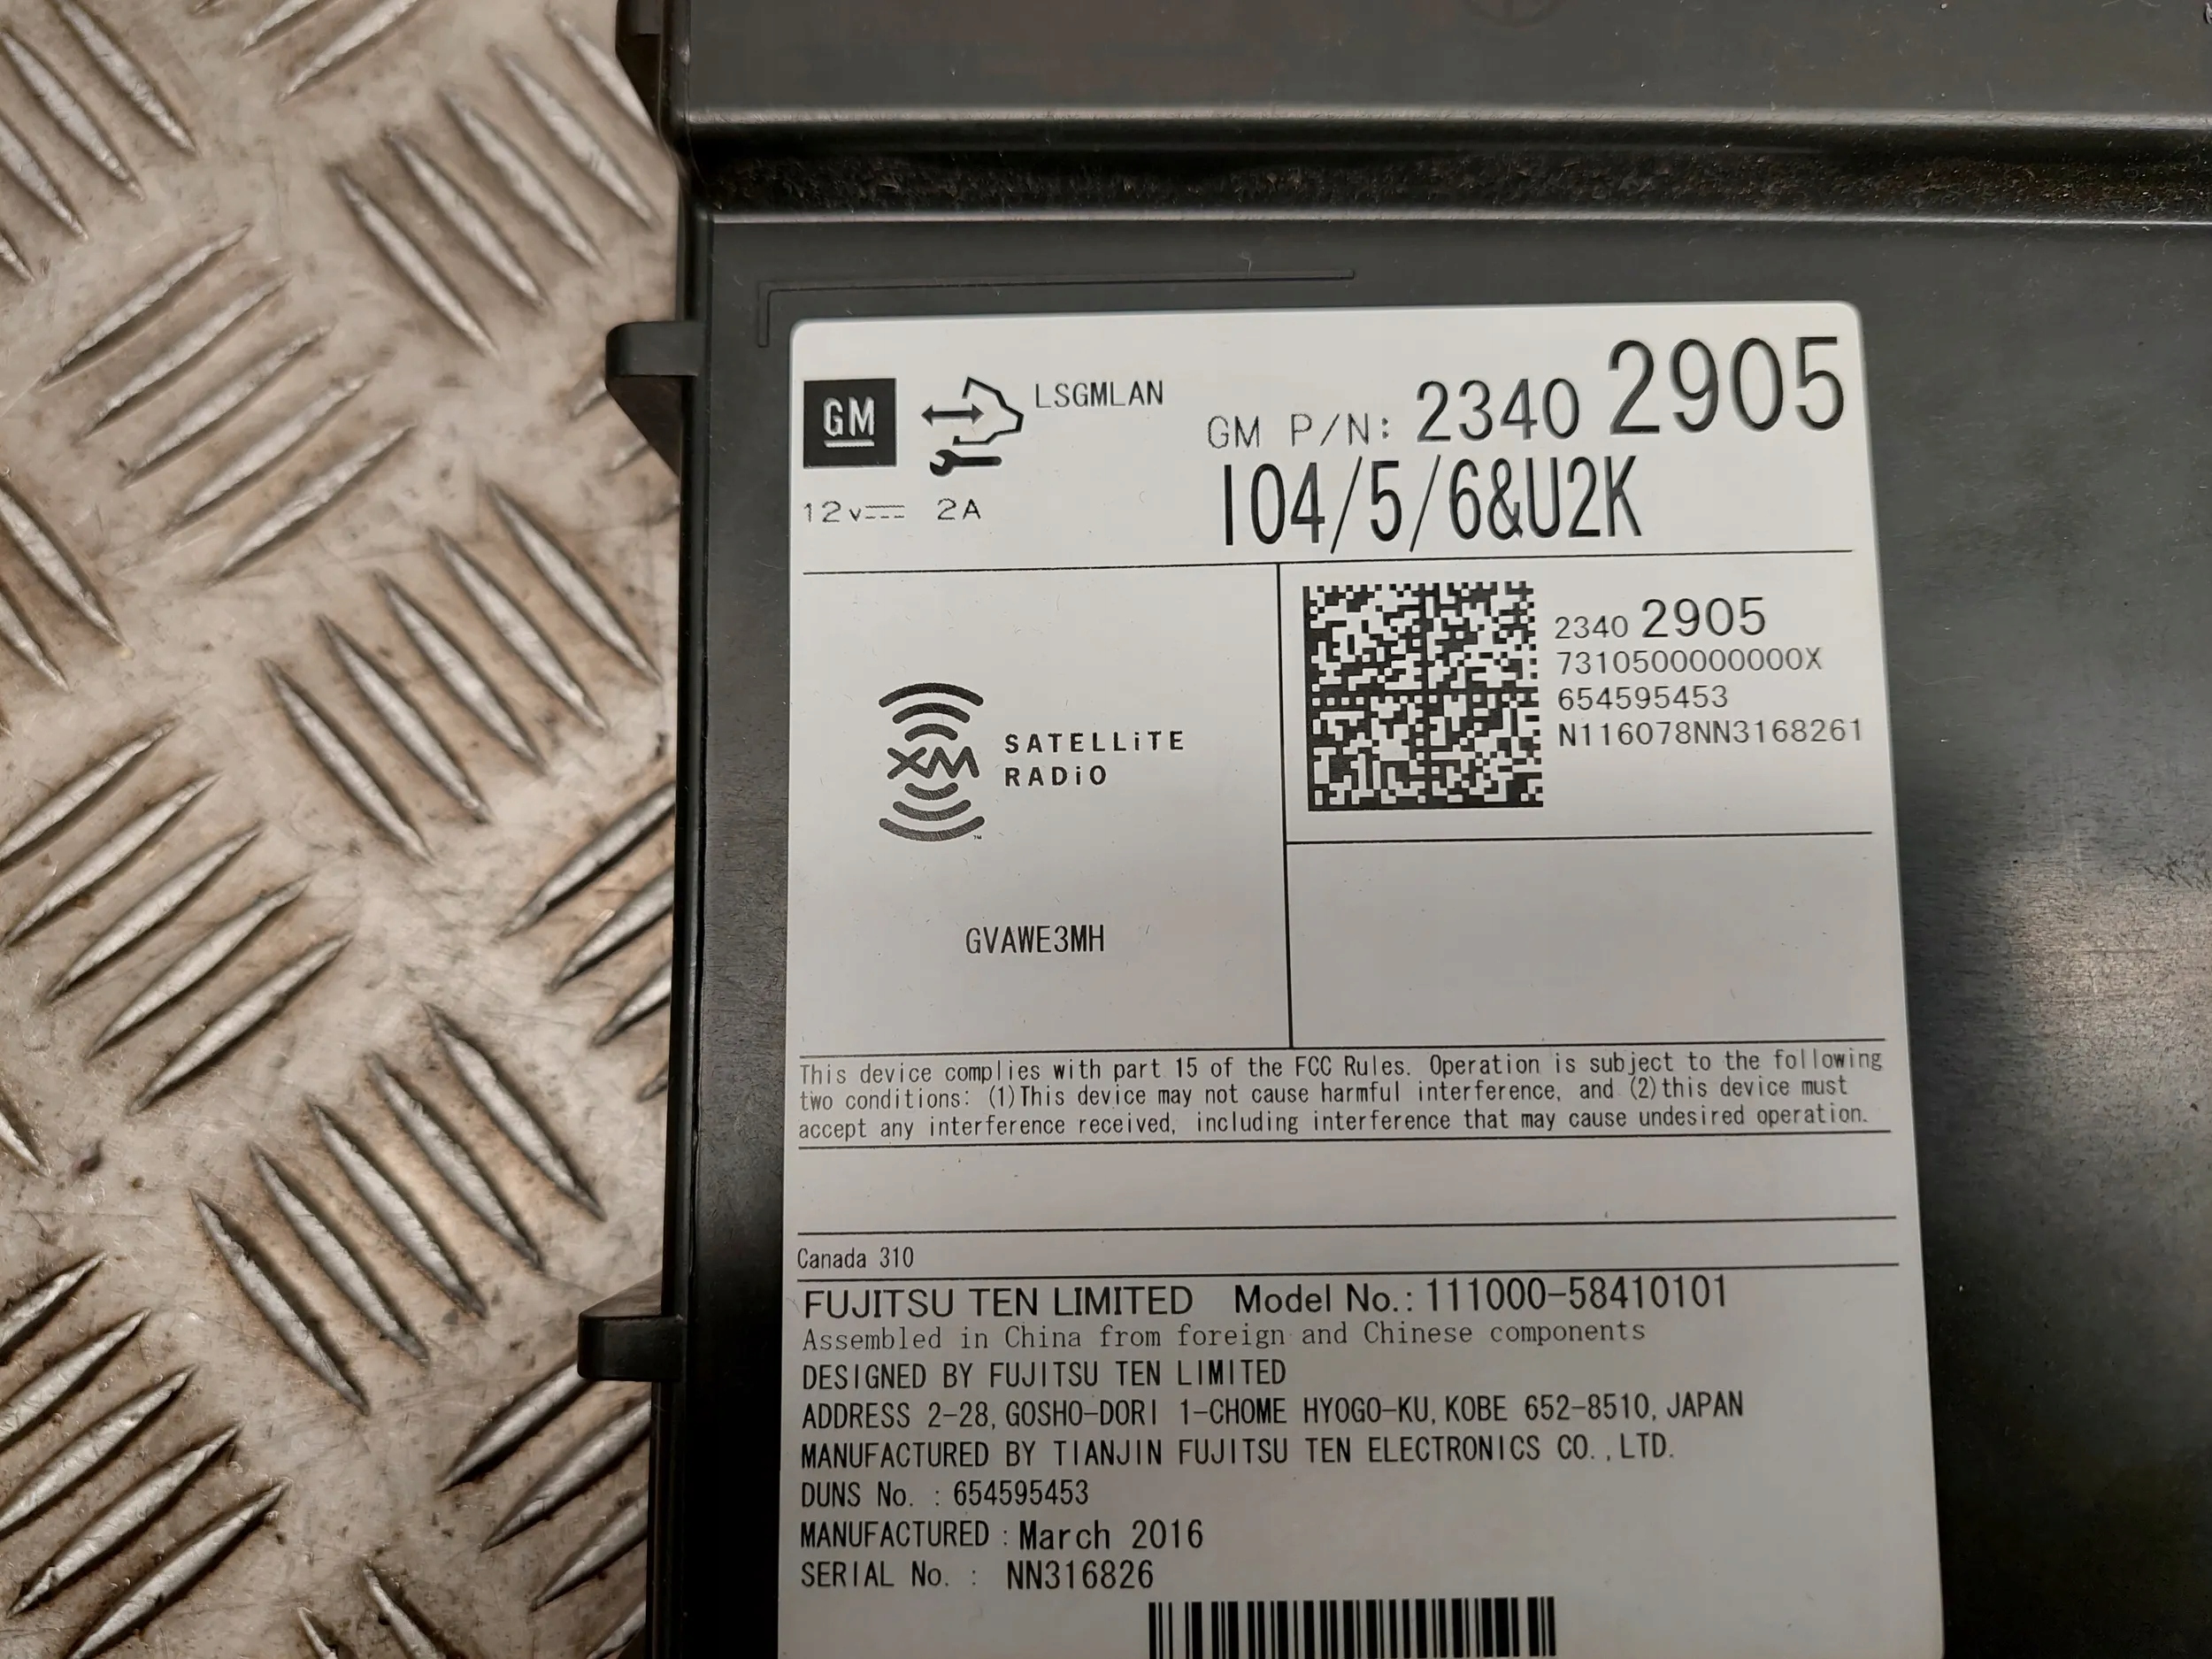 GM
LSGMLAN
GM P/N: 2340 2905
12v 2A
IO4/5/6&U2K
2340 2905
7310500000000X
654595453
N116078NN3168261
XM SATELLiTE
RADiO
™
GVAWE3MH
This device complies with part 15 of the FCC Rules. Operation is subject to the following
two conditions: (1)This device may not cause harmful interference, and (2)this device must
accept any interference received, including interference that may cause undesired operation.
Canada 310
FUJITSU TEN LIMITED Model No.: 111000-58410101
Assembled in China from foreign and Chinese components
DESIGNED BY FUJITSU TEN LIMITED
ADDRESS 2-28, GOSHO-DORI 1-CHOME HYOGO-KU, KOBE 652-8510, JAPAN
MANUFACTURED BY TIANJIN FUJITSU TEN ELECTRONICS CO.,LTD.
DUNS No. : 654595453
MANUFACTURED : March 2016
SERIAL No. : NN316826